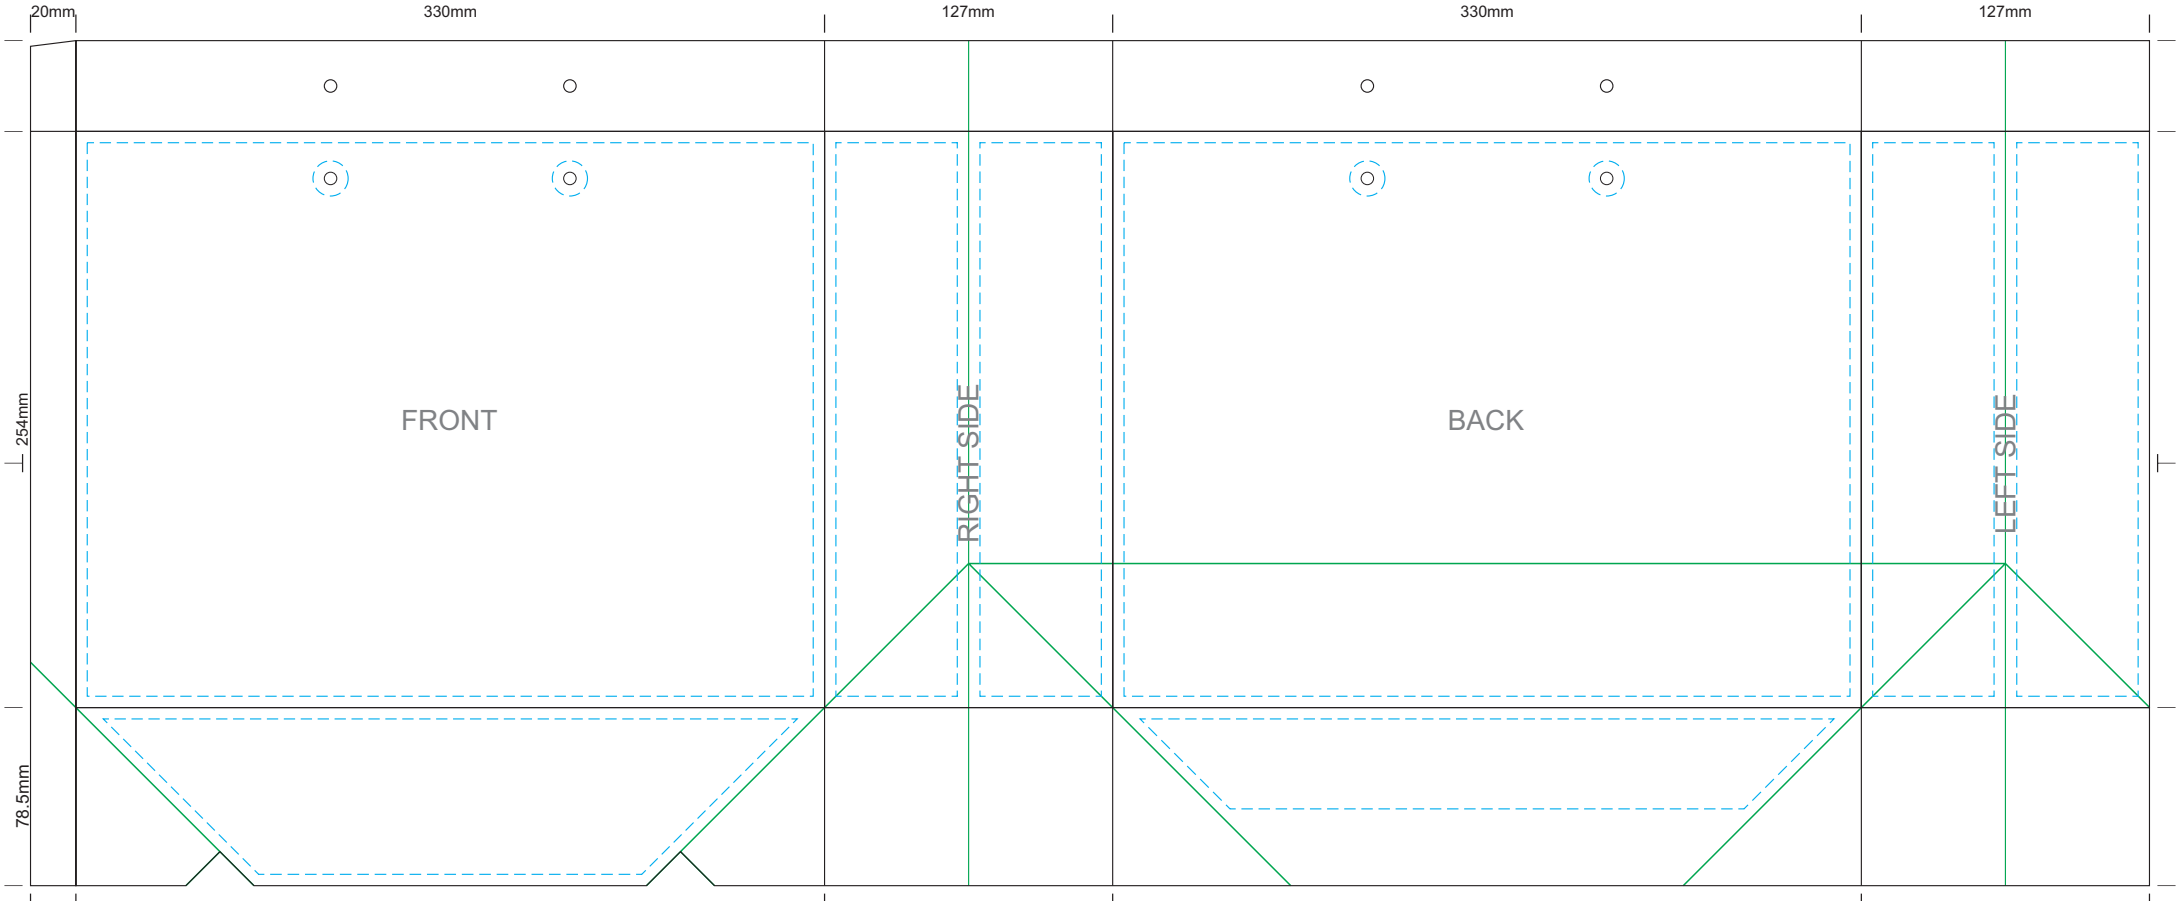 20mm
330mm
127mm
330mm
127mm
FRONT
RIGHT SIDE
BACK
LEFT SIDE
254mm
78.5mm